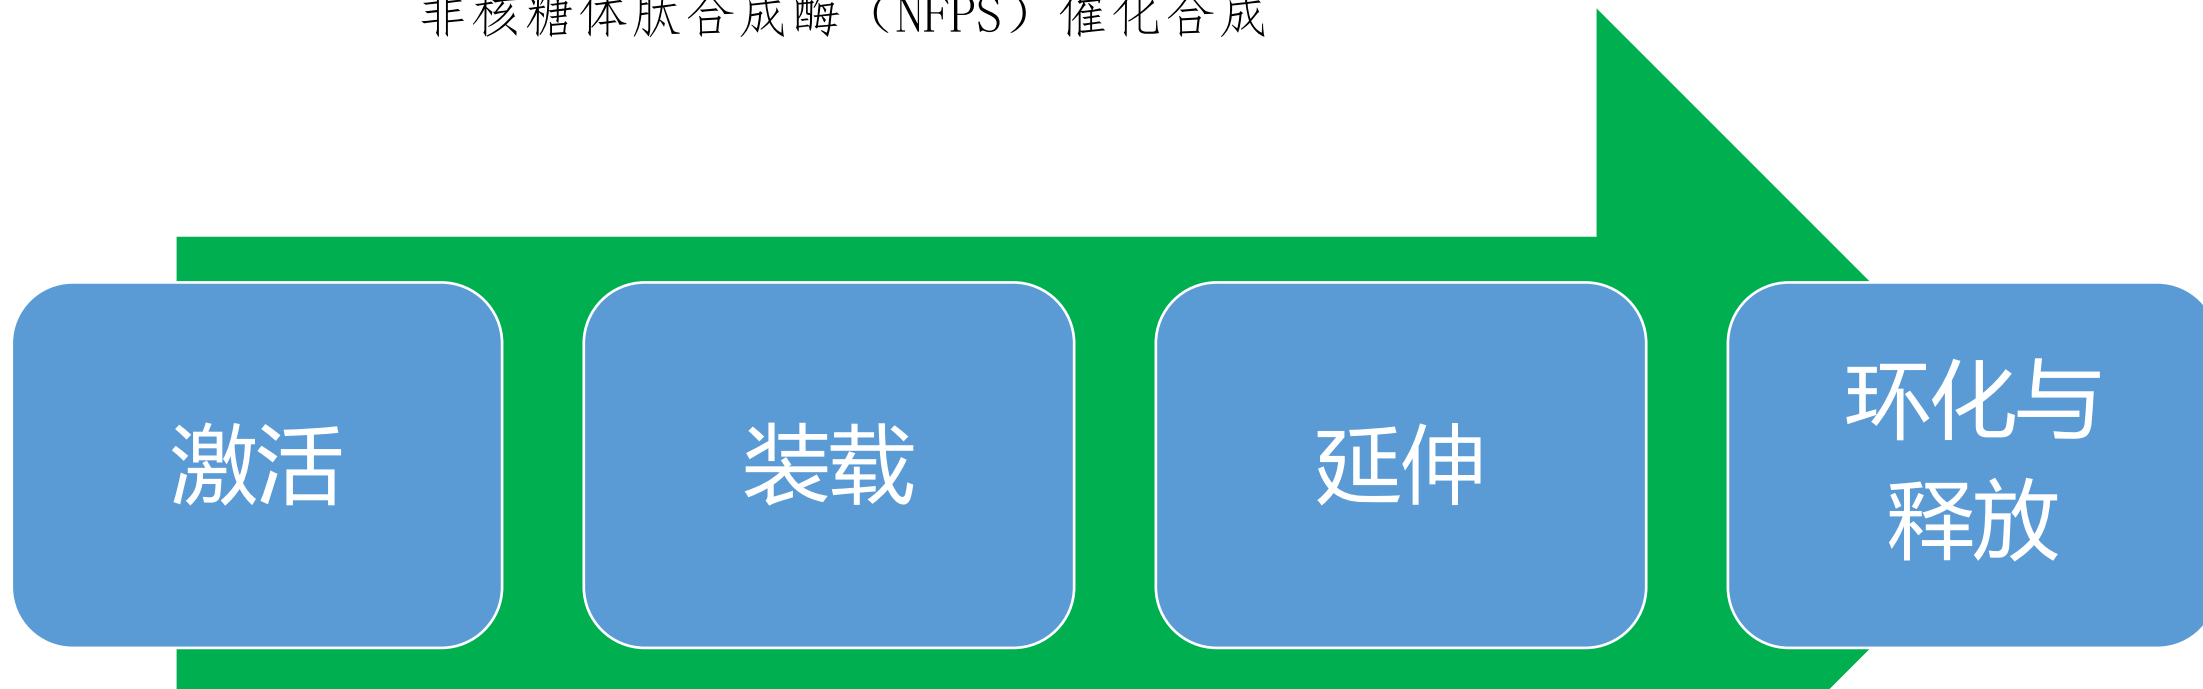 非核糖体肽合成酶（NFPS）催化合成
激活
装载
延伸
环化与
释放